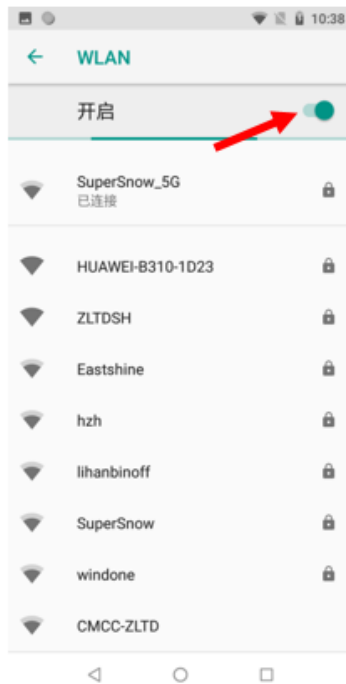 10:38
WLAN
开启
SuperSnow_5G
已连接
HUAWEI-B310-1D23
ZLTDSH
Eastshine
hzh
lihanbinoff
SuperSnow
windone
CMCC-ZLTD